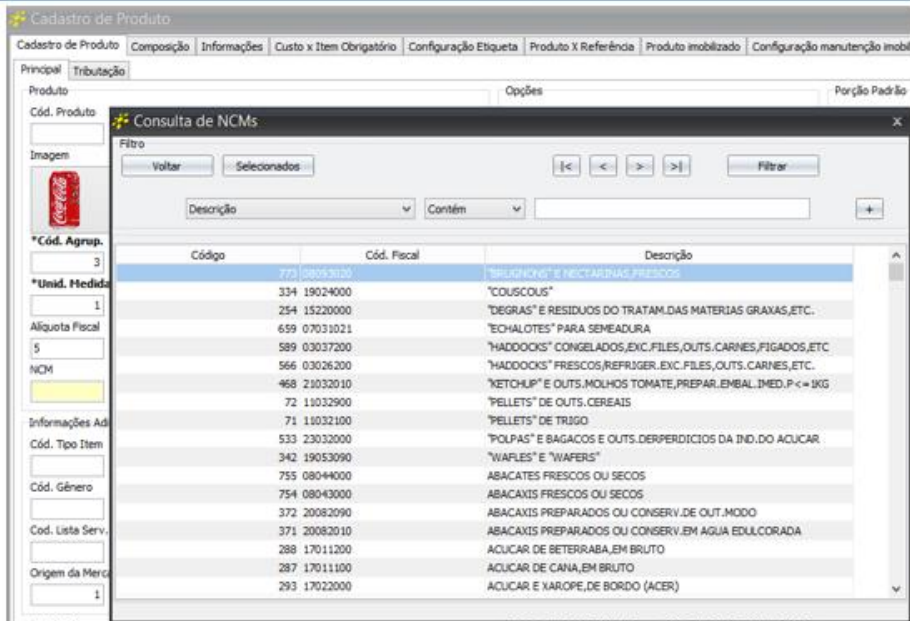 Cadastro de Produto
Cadastro de Produto Composição Informações Custo x Item Obrigatório Configuração Etiqueta Produto X Referência Produto imobilizado Configuração manutenção imobil
Principal Tributação
Produto Opções Porção Padrão
Cód. Produto
Consulta de NCMs x
Filtro
Voltar Selecionados |< < > >| Filtrar
Imagem
Coca-Cola
Descrição Contém +
*Cód. Agrup.
3
*Unid. Medida
1
Alíquota Fiscal
5
NCM
Informações Adi
Cód. Tipo Item
Cód. Gênero
Cod. Lista Serv.
Origem da Merca
1
Código Cód. Fiscal Descrição
773 08093020 "BRUGNONS" E NECTARINAS,FRESCOS
334 19024000 "COUSCOUS"
254 15220000 "DEGRAS" E RESIDUOS DO TRATAM.DAS MATERIAS GRAXAS,ETC.
659 07031021 "ECHALOTES" PARA SEMEADURA
589 03037200 "HADDOCKS" CONGELADOS,EXC.FILES,OUTS.CARNES,FIGADOS,ETC
566 03026200 "HADDOCKS" FRESCOS/REFRIGER.EXC.FILES,OUTS.CARNES,ETC.
468 21032010 "KETCHUP" E OUTS.MOLHOS TOMATE,PREPAR.EMBAL.IMED.P<=1KG
72 11032900 "PELLETS" DE OUTS.CEREAIS
71 11032100 "PELLETS" DE TRIGO
533 23032000 "POLPAS" E BAGACOS E OUTS.DERPERDICIOS DA IND.DO ACUCAR
342 19053090 "WAFLES" E "WAFERS"
755 08044000 ABACATES FRESCOS OU SECOS
754 08043000 ABACAXIS FRESCOS OU SECOS
372 20082090 ABACAXIS PREPARADOS OU CONSERV.DE OUT.MODO
371 20082010 ABACAXIS PREPARADOS OU CONSERV.EM AGUA EDULCORADA
288 17011200 ACUCAR DE BETERRABA,EM BRUTO
287 17011100 ACUCAR DE CANA,EM BRUTO
293 17022000 ACUCAR E XAROPE,DE BORDO (ACER)